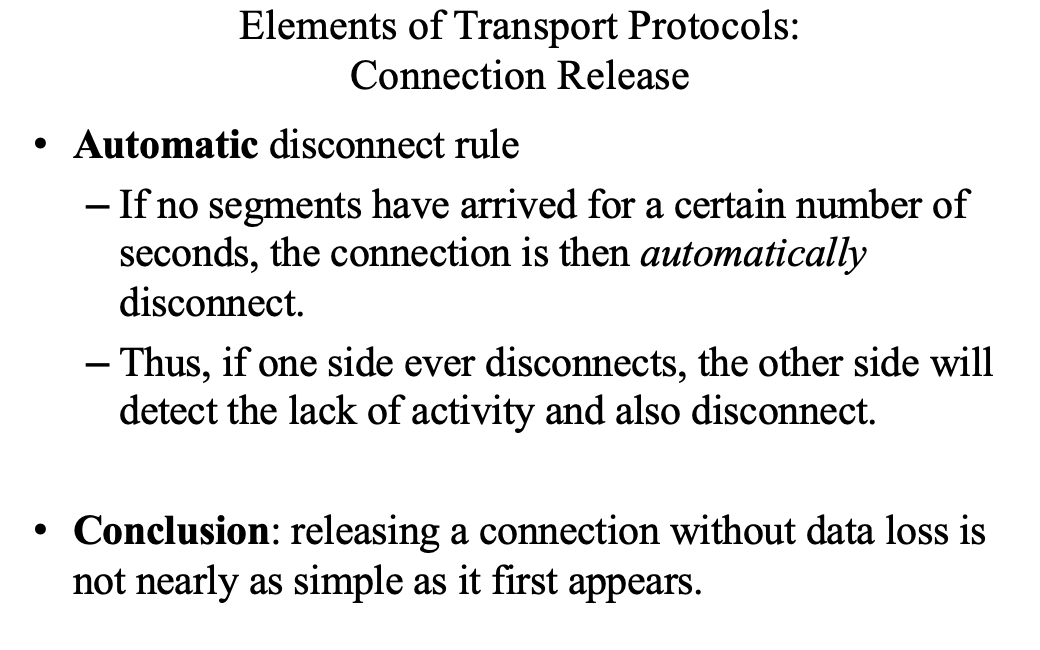 Elements of Transport Protocols:
Connection Release
• Automatic disconnect rule
– If no segments have arrived for a certain number of
seconds, the connection is then automatically
disconnect.
– Thus, if one side ever disconnects, the other side will
detect the lack of activity and also disconnect.
• Conclusion: releasing a connection without data loss is
not nearly as simple as it first appears.